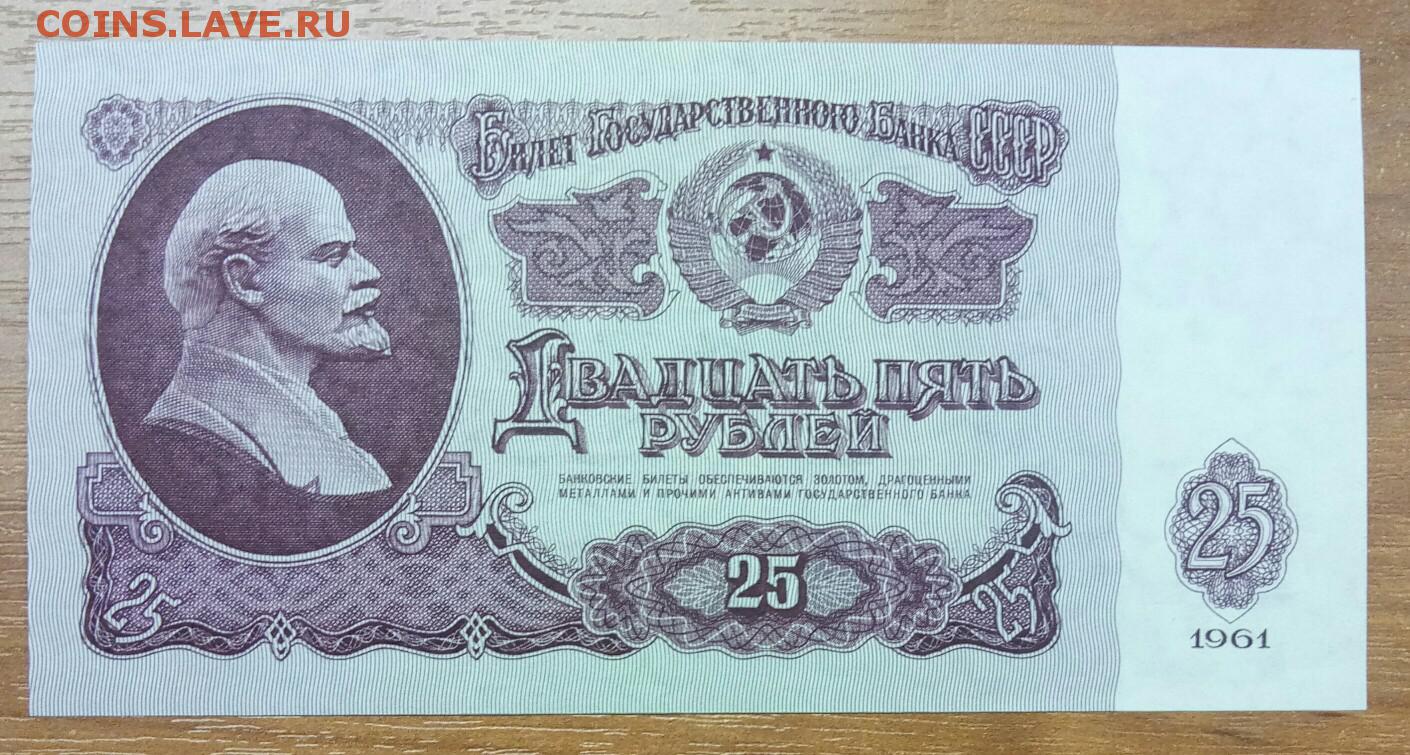 COINS.LAVE.RU
Билет Государственного Банка СССР
Двадцать пять
рублей
БАНКОВСКИЕ БИЛЕТЫ ОБЕСПЕЧИВАЮТСЯ ЗОЛОТОМ, ДРАГОЦЕННЫМИ
МЕТАЛЛАМИ И ПРОЧИМИ АКТИВАМИ ГОСУДАРСТВЕННОГО БАНКА
25
25
25
25
1961